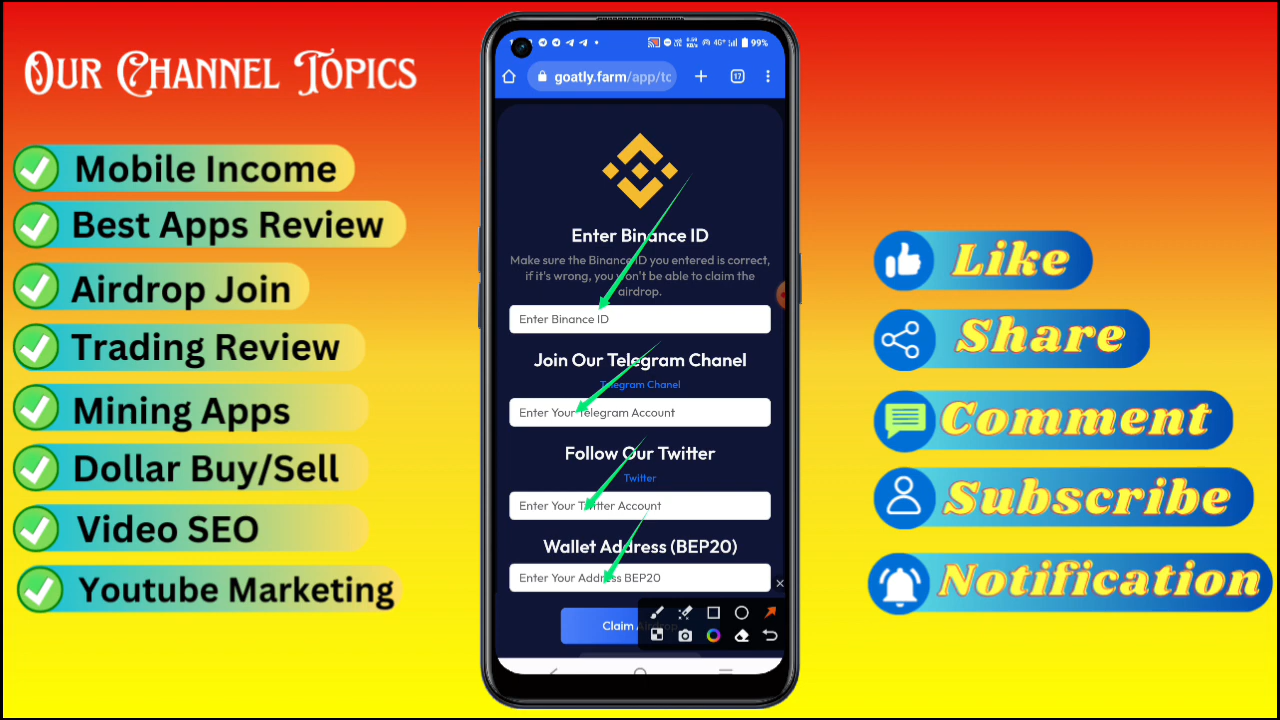 Our Channel Topics
Mobile Income
Best Apps Review
Airdrop Join
Trading Review
Mining Apps
Dollar Buy/Sell
Video SEO
Youtube Marketing
4G+ 99%
goatly.farm/app/tc
17
Enter Binance ID
Make sure the Binance ID you entered is correct,
if it's wrong, you won't be able to claim the
airdrop.
Enter Binance ID
Join Our Telegram Chanel
Telegram Chanel
Enter Your Telegram Account
Follow Our Twitter
Twitter
Enter Your Twitter Account
Wallet Address (BEP20)
Enter Your Address BEP20
Claim
Like
Share
Comment
Subscribe
Notification